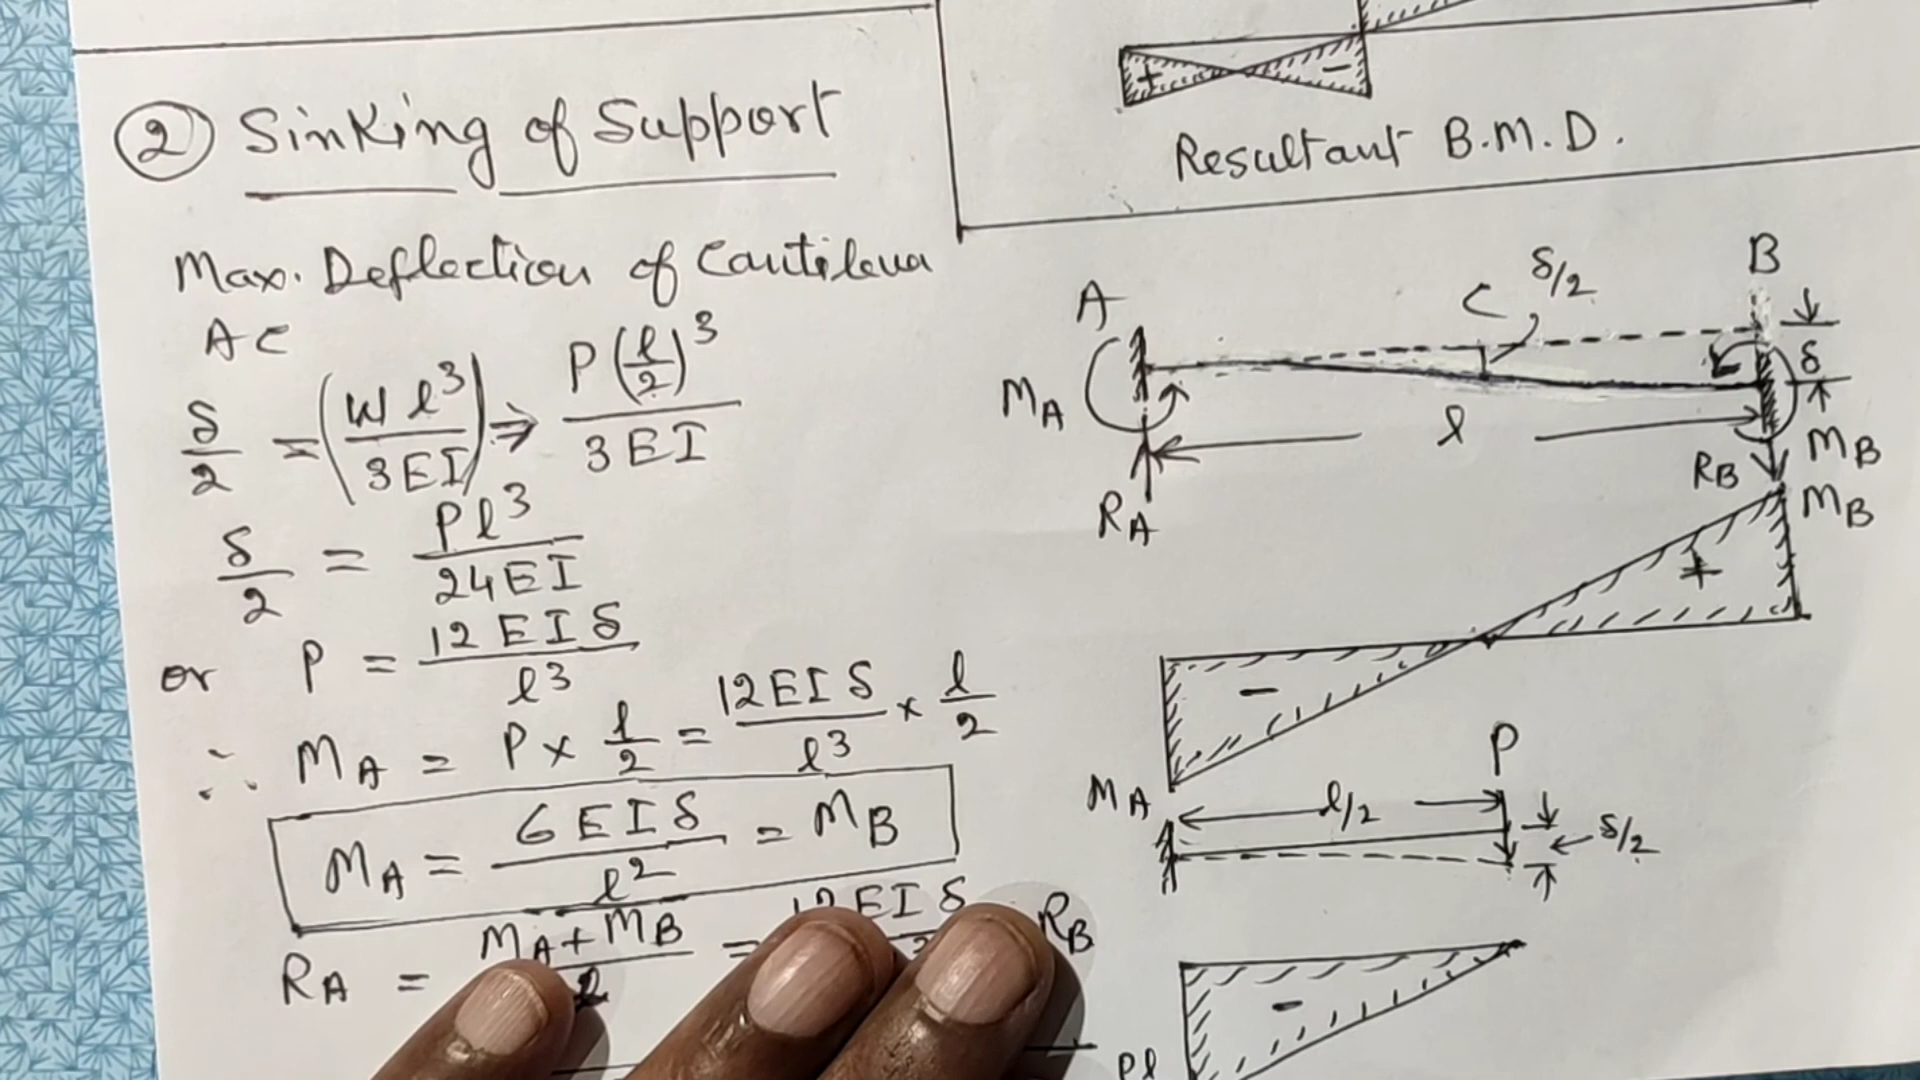 ② Sinking of Support
Max. Deflection of Cantilever
AC
δ/2 = (Wl³/3EI) ⇒ P(l/2)³/3EI
δ/2 = Pl³/24EI
or P = 12EIδ/l³
∴ MA = P × l/2 = 12EIδ/l³ × l/2
MA = 6EIδ/l² = MB
RA = MA+MB/l =
RB
+ −
Resultant B.M.D.
A C δ/2 B
δ
MA l
RA RB MB
MB
+
−
MA
P
l/2
δ/2
−
Pl